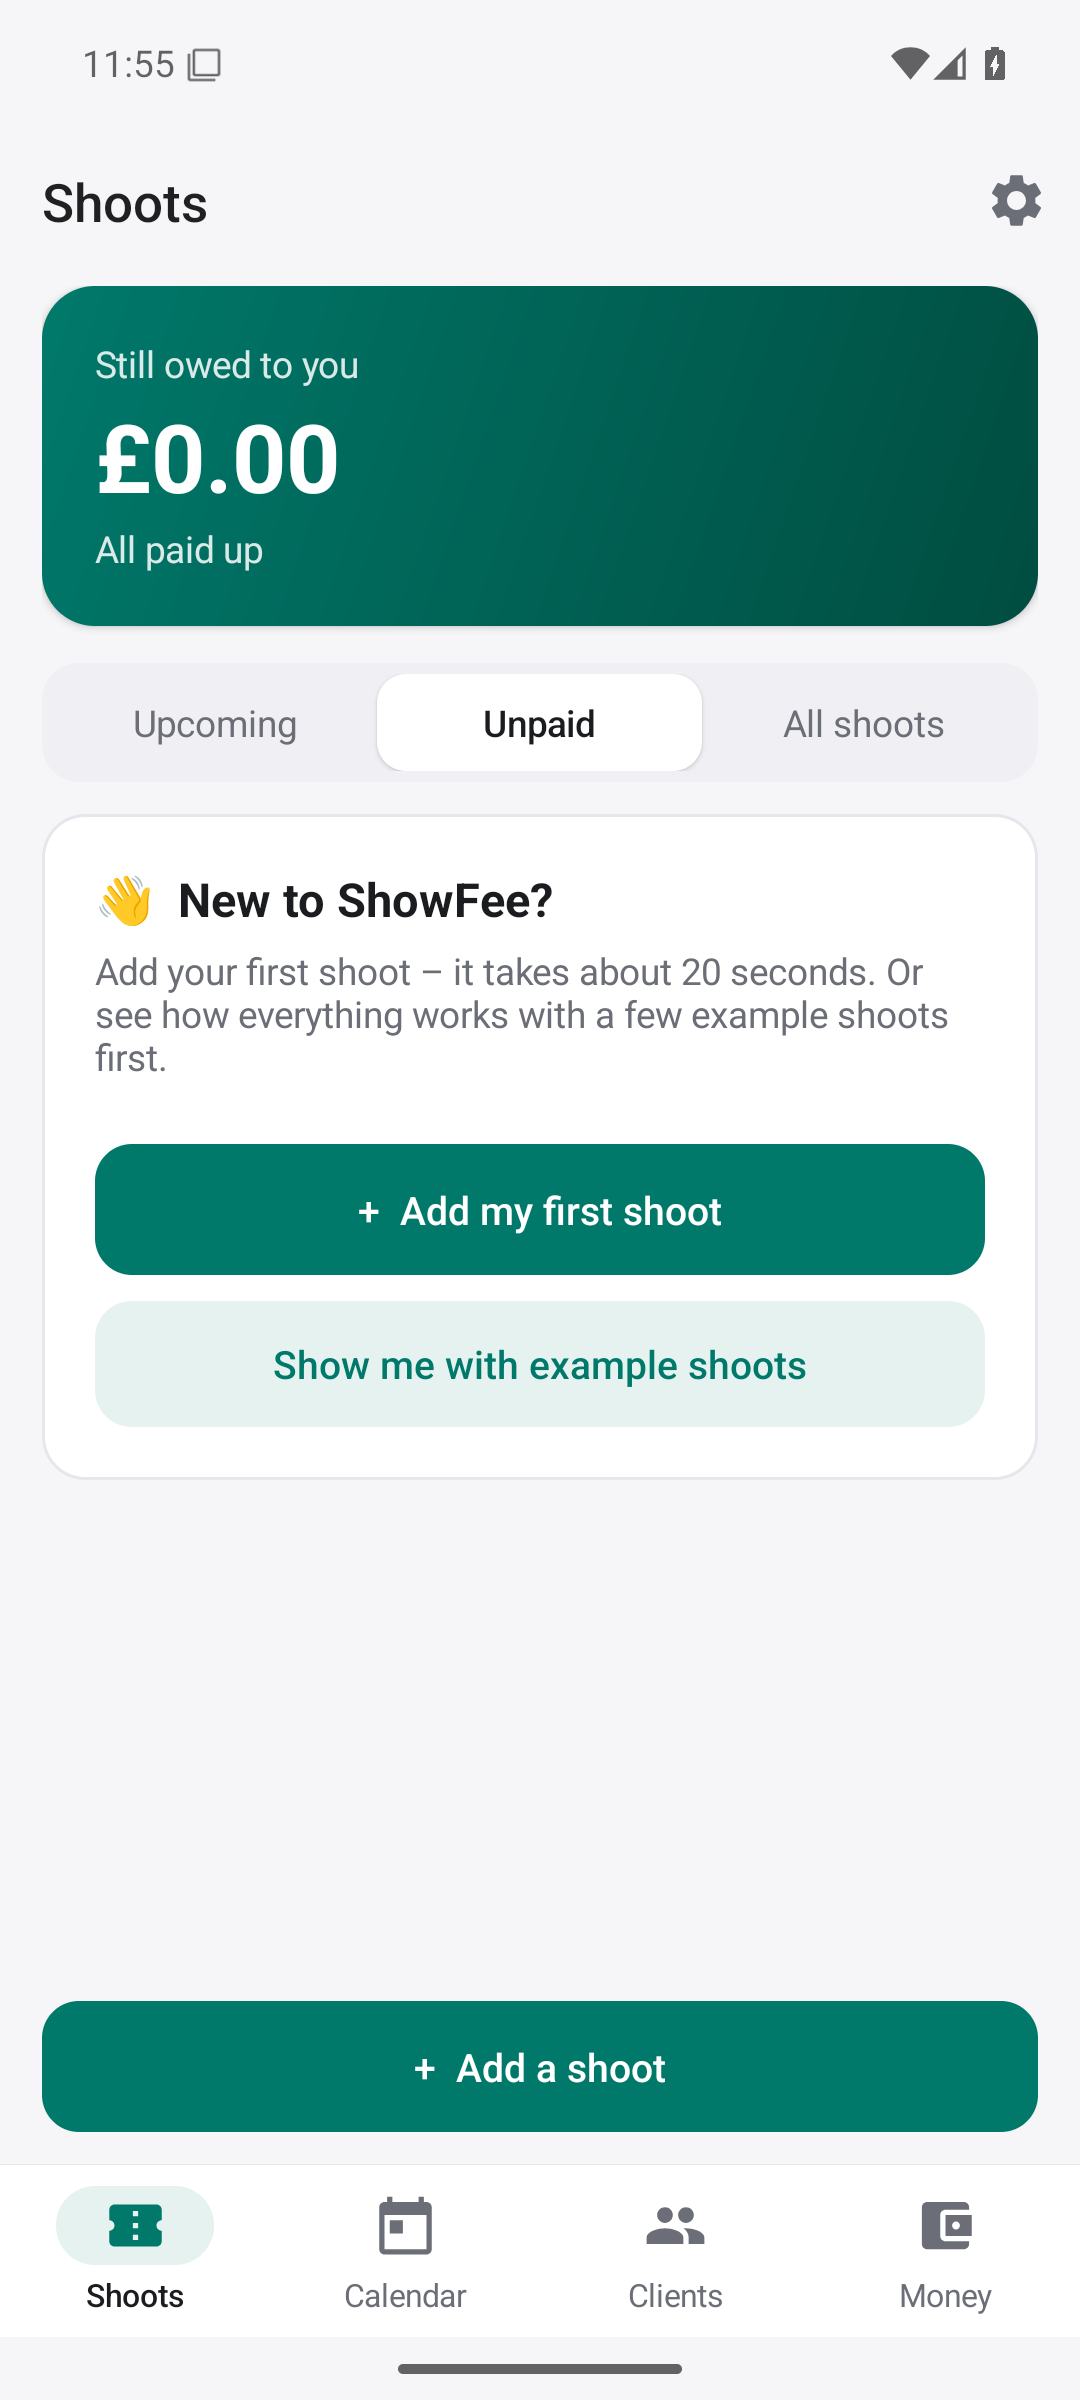 11:55
Shoots
Still owed to you
£0.00
All paid up
Upcoming
Unpaid
All shoots
👋 New to ShowFee?
Add your first shoot – it takes about 20 seconds. Or
see how everything works with a few example shoots
first.
+ Add my first shoot
Show me with example shoots
+ Add a shoot
Shoots
Calendar
Clients
Money